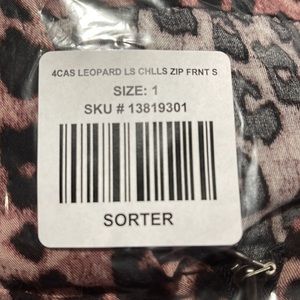 4CAS LEOPARD LS CHLLS ZIP FRNT S
SIZE: 1
SKU # 13819301
SORTER